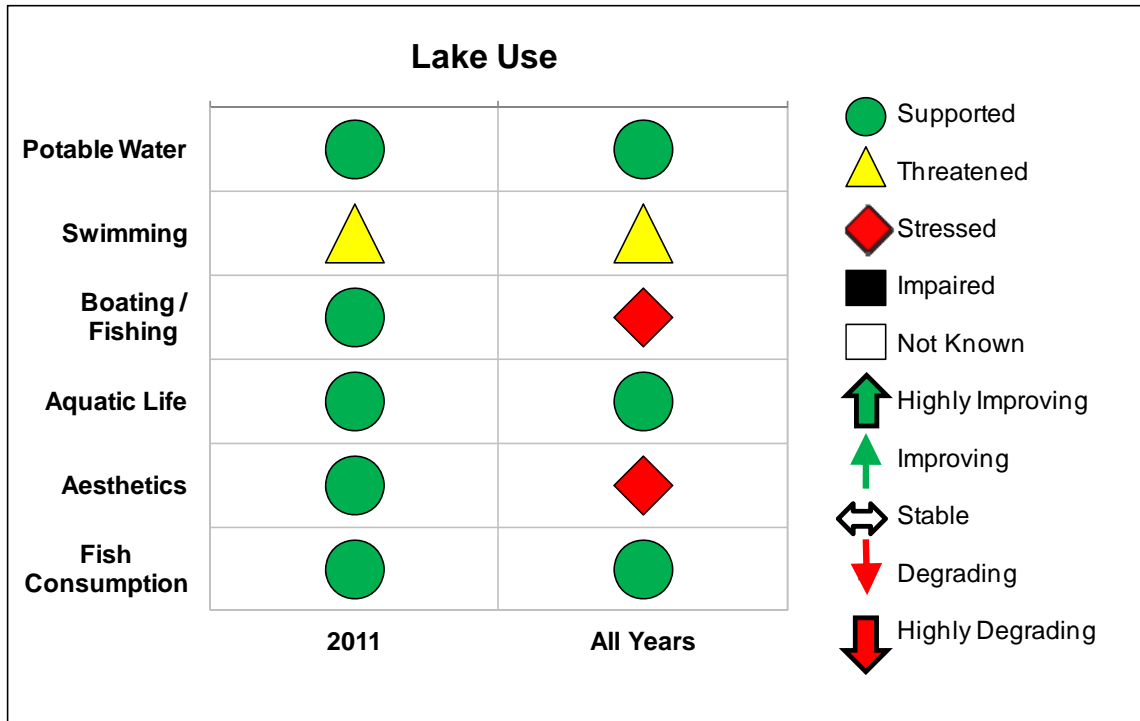 Lake Use
Potable Water
Swimming
Boating /
Fishing
Aquatic Life
Aesthetics
Fish
Consumption
2011
All Years
Supported
Threatened
Stressed
Impaired
Not Known
Highly Improving
Improving
Stable
Degrading
Highly Degrading